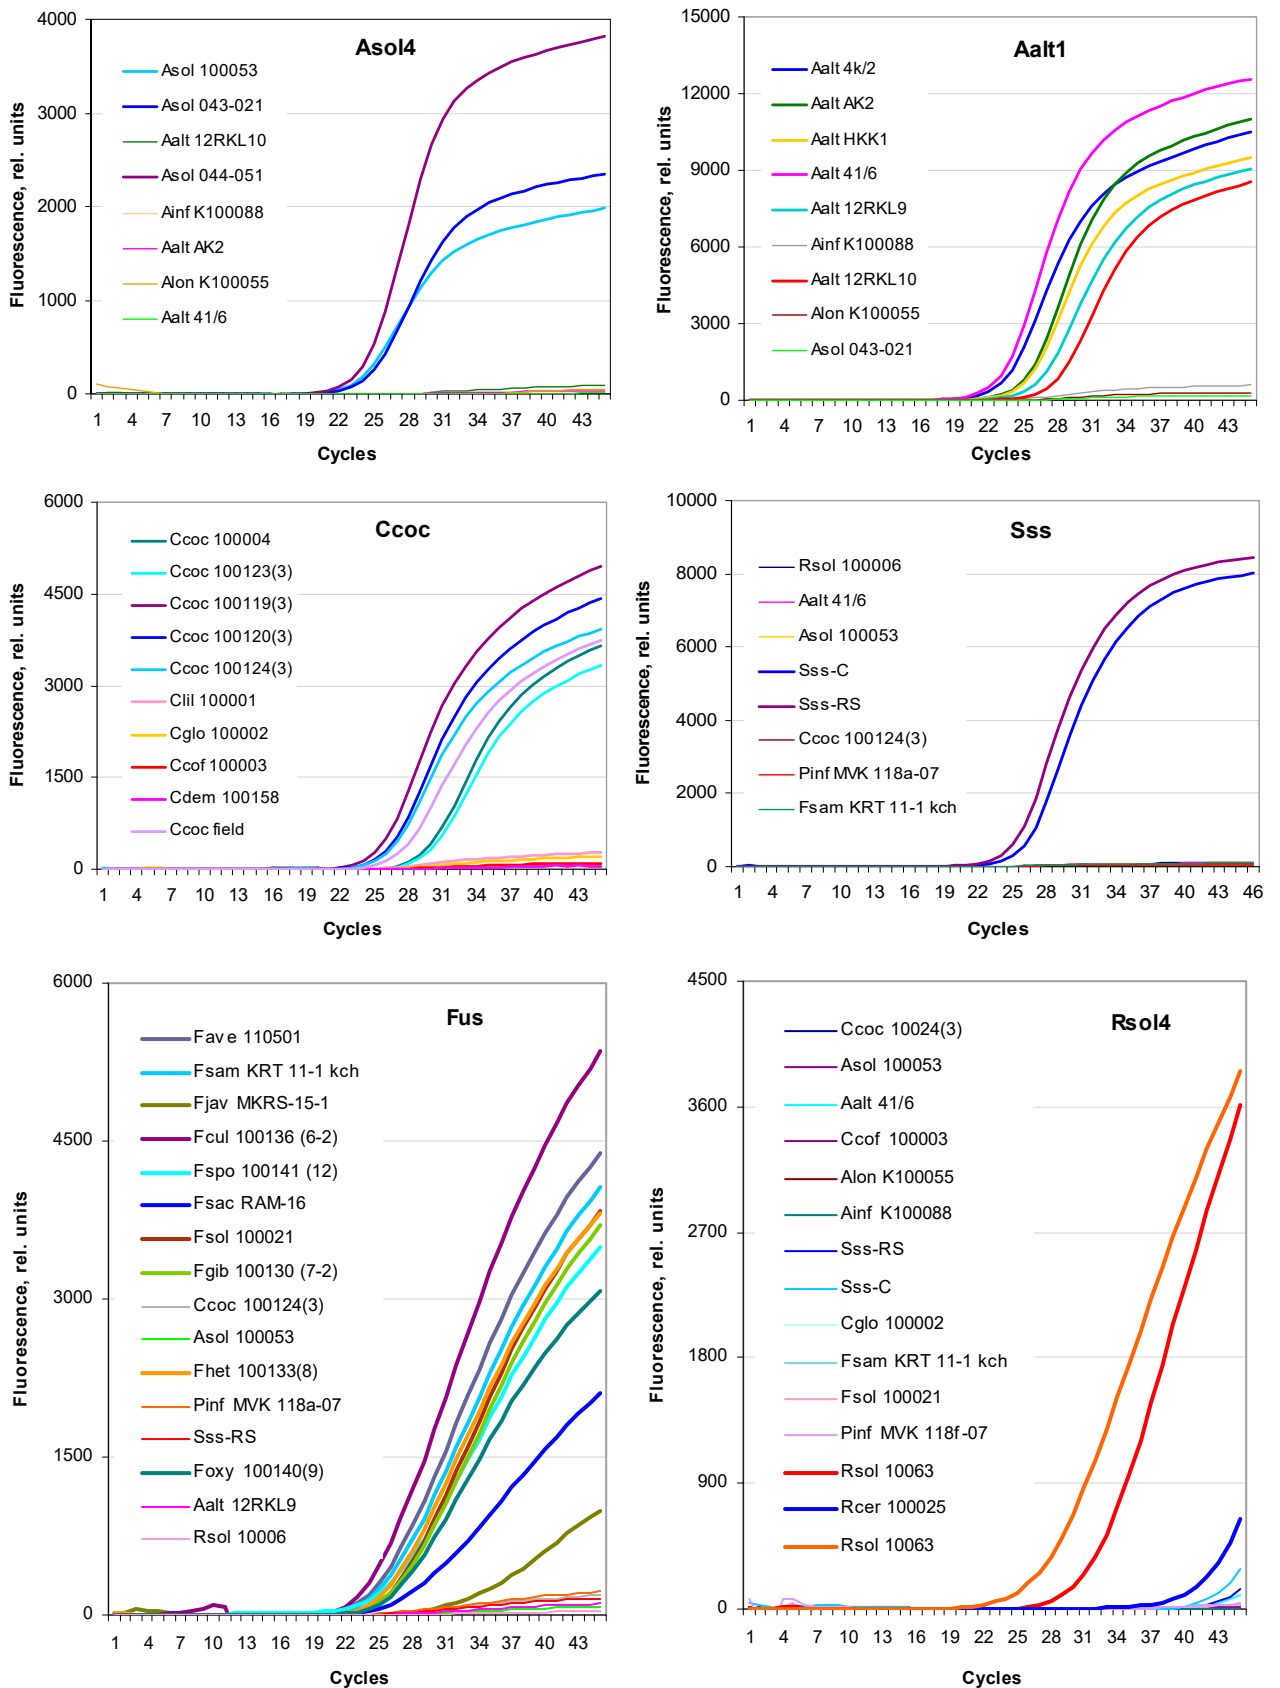 Asol4
Fluorescence, rel. units
4000
3000
2000
1000
0
Asol 100053
Asol 043-021
Aalt 12RKL10
Asol 044-051
Ainf K100088
Aalt AK2
Alon K100055
Aalt 41/6
1 4 7 10 13 16 19 22 25 28 31 34 37 40 43
Cycles
Aalt1
Fluorescence, rel. units
15000
12000
9000
6000
3000
0
Aalt 4k/2
Aalt AK2
Aalt HKK1
Aalt 41/6
Aalt 12RKL9
Ainf K100088
Aalt 12RKL10
Alon K100055
Asol 043-021
1 4 7 10 13 16 19 22 25 28 31 34 37 40 43
Cycles
Ccoc
Fluorescence, rel. units
6000
4500
3000
1500
0
Ccoc 100004
Ccoc 100123(3)
Ccoc 100119(3)
Ccoc 100120(3)
Ccoc 100124(3)
Clil 100001
Cglo 100002
Ccof 100003
Cdem 100158
Ccoc field
1 4 7 10 13 16 19 22 25 28 31 34 37 40 43
Cycles
Sss
Fluorescence, rel. units
10000
8000
6000
4000
2000
0
Rsol 100006
Aalt 41/6
Asol 100053
Sss-C
Sss-RS
Ccoc 100124(3)
Pinf MVK 118a-07
Fsam KRT 11-1 kch
1 4 7 10 13 16 19 22 25 28 31 34 37 40 43 46
Cycles
Fus
Fluorescence, rel. units
6000
4500
3000
1500
0
Fave 110501
Fsam KRT 11-1 kch
Fjav MKRS-15-1
Fcul 100136 (6-2)
Fspo 100141 (12)
Fsac RAM-16
Fsol 100021
Fgib 100130 (7-2)
Ccoc 100124(3)
Asol 100053
Fhet 100133(8)
Pinf MVK 118a-07
Sss-RS
Foxy 100140(9)
Aalt 12RKL9
Rsol 10006
1 4 7 10 13 16 19 22 25 28 31 34 37 40 43
Cycles
Rsol4
Fluorescence, rel. units
4500
3600
2700
1800
900
0
Ccoc 10024(3)
Asol 100053
Aalt 41/6
Ccof 100003
Alon K100055
Ainf K100088
Sss-RS
Sss-C
Cglo 100002
Fsam KRT 11-1 kch
Fsol 100021
Pinf MVK 118f-07
Rsol 10063
Rcer 100025
Rsol 10063
1 4 7 10 13 16 19 22 25 28 31 34 37 40 43
Cycles